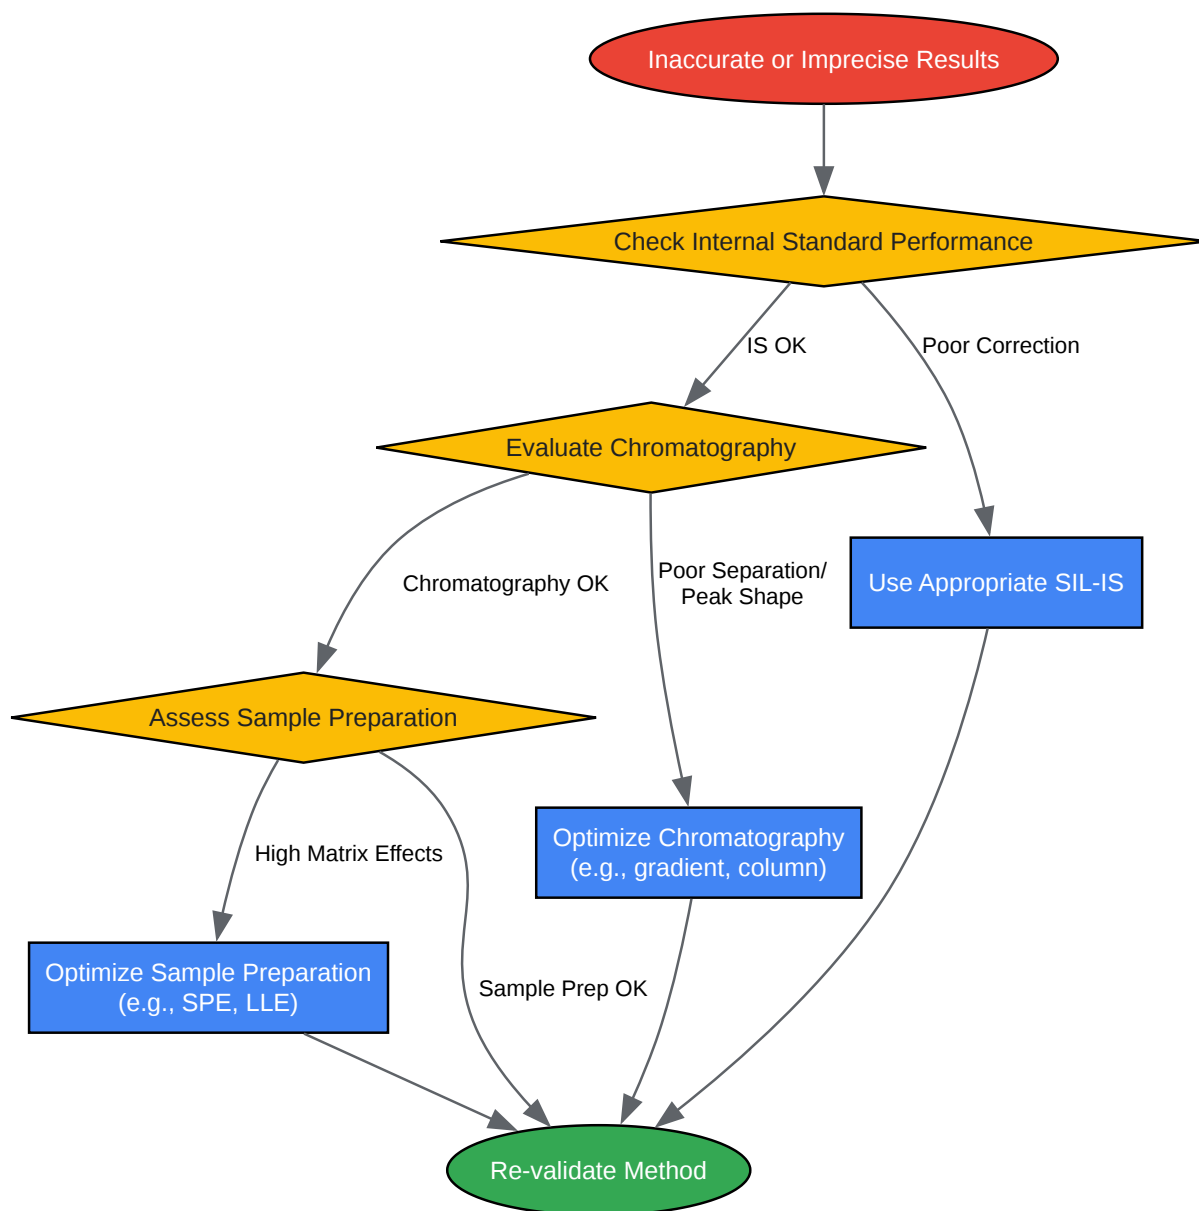 Inaccurate or Imprecise Results
Check Internal Standard Performance
IS OK
Poor Correction
Evaluate Chromatography
Chromatography OK
Poor Separation/
Peak Shape
Use Appropriate SIL-IS
Assess Sample Preparation
High Matrix Effects
Optimize Chromatography
(e.g., gradient, column)
Optimize Sample Preparation
(e.g., SPE, LLE)
Sample Prep OK
Re-validate Method